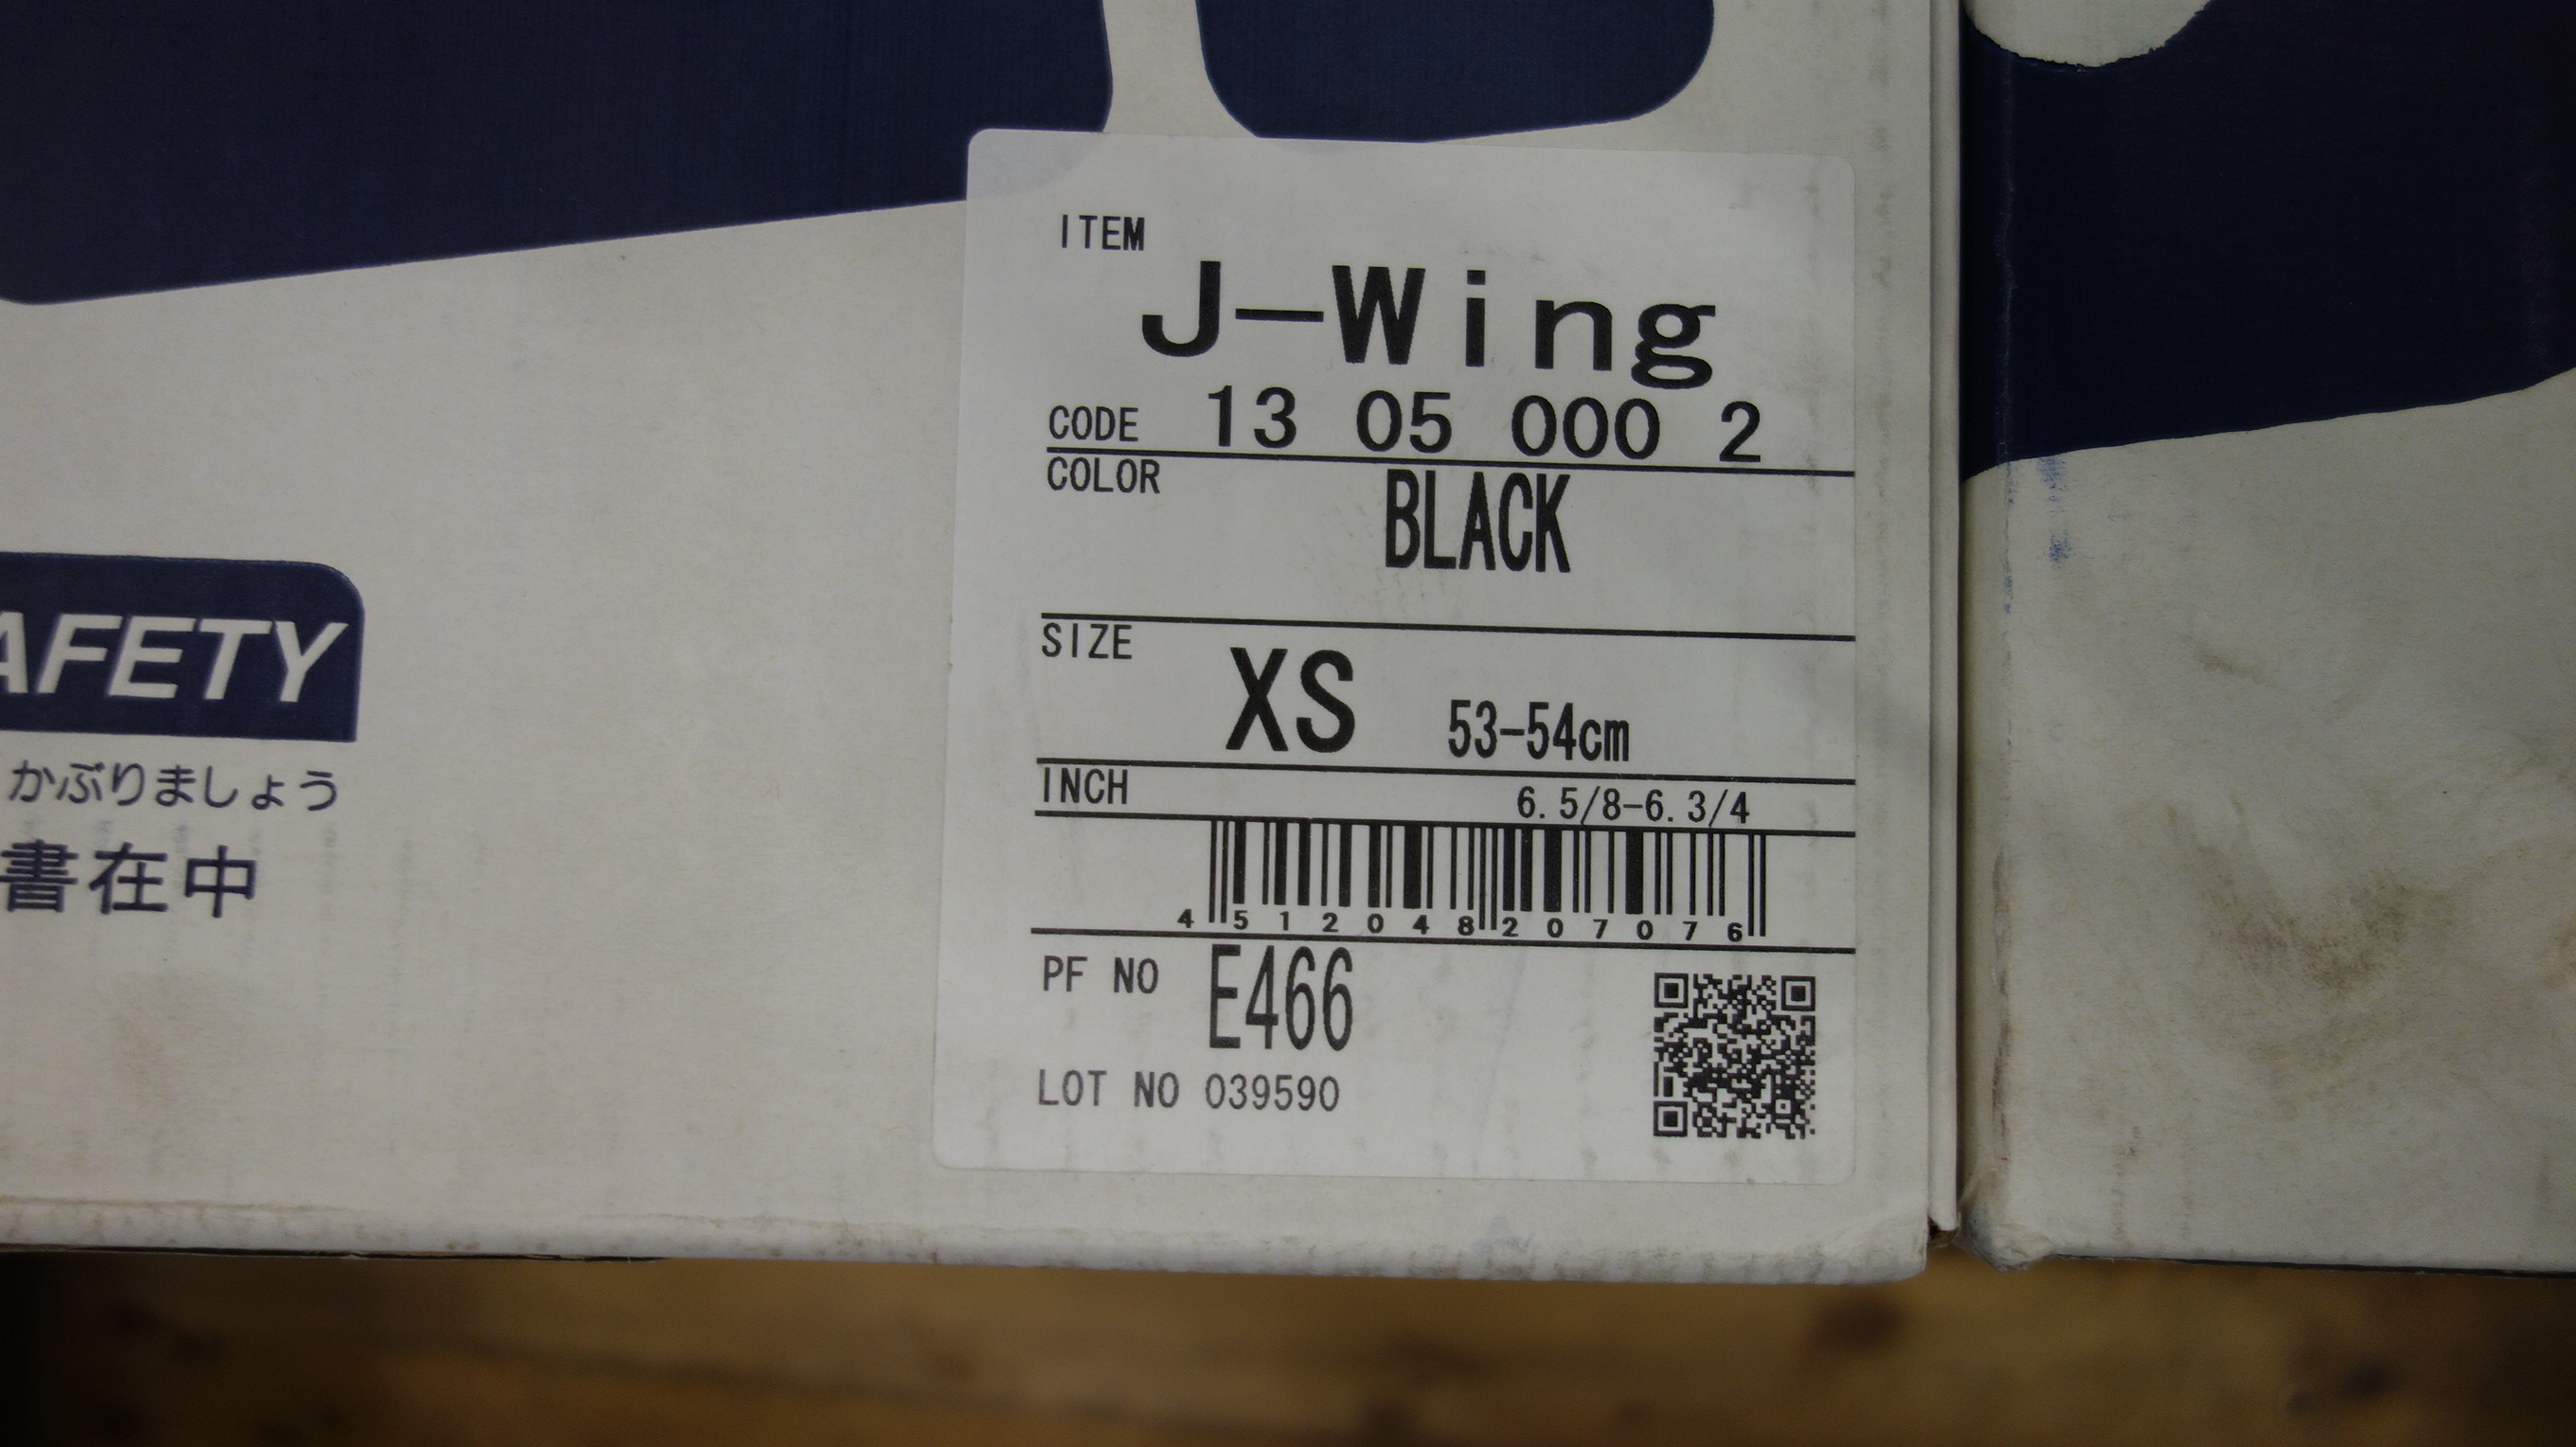 ITEM
J-Wing
CODE 13 05 000 2
COLOR BLACK
SIZE XS 53-54cm
INCH 6.5/8-6.3/4
4 512048 207076
PF NO E466
LOT NO 039590
AFETY
かぶりましょう
書在中